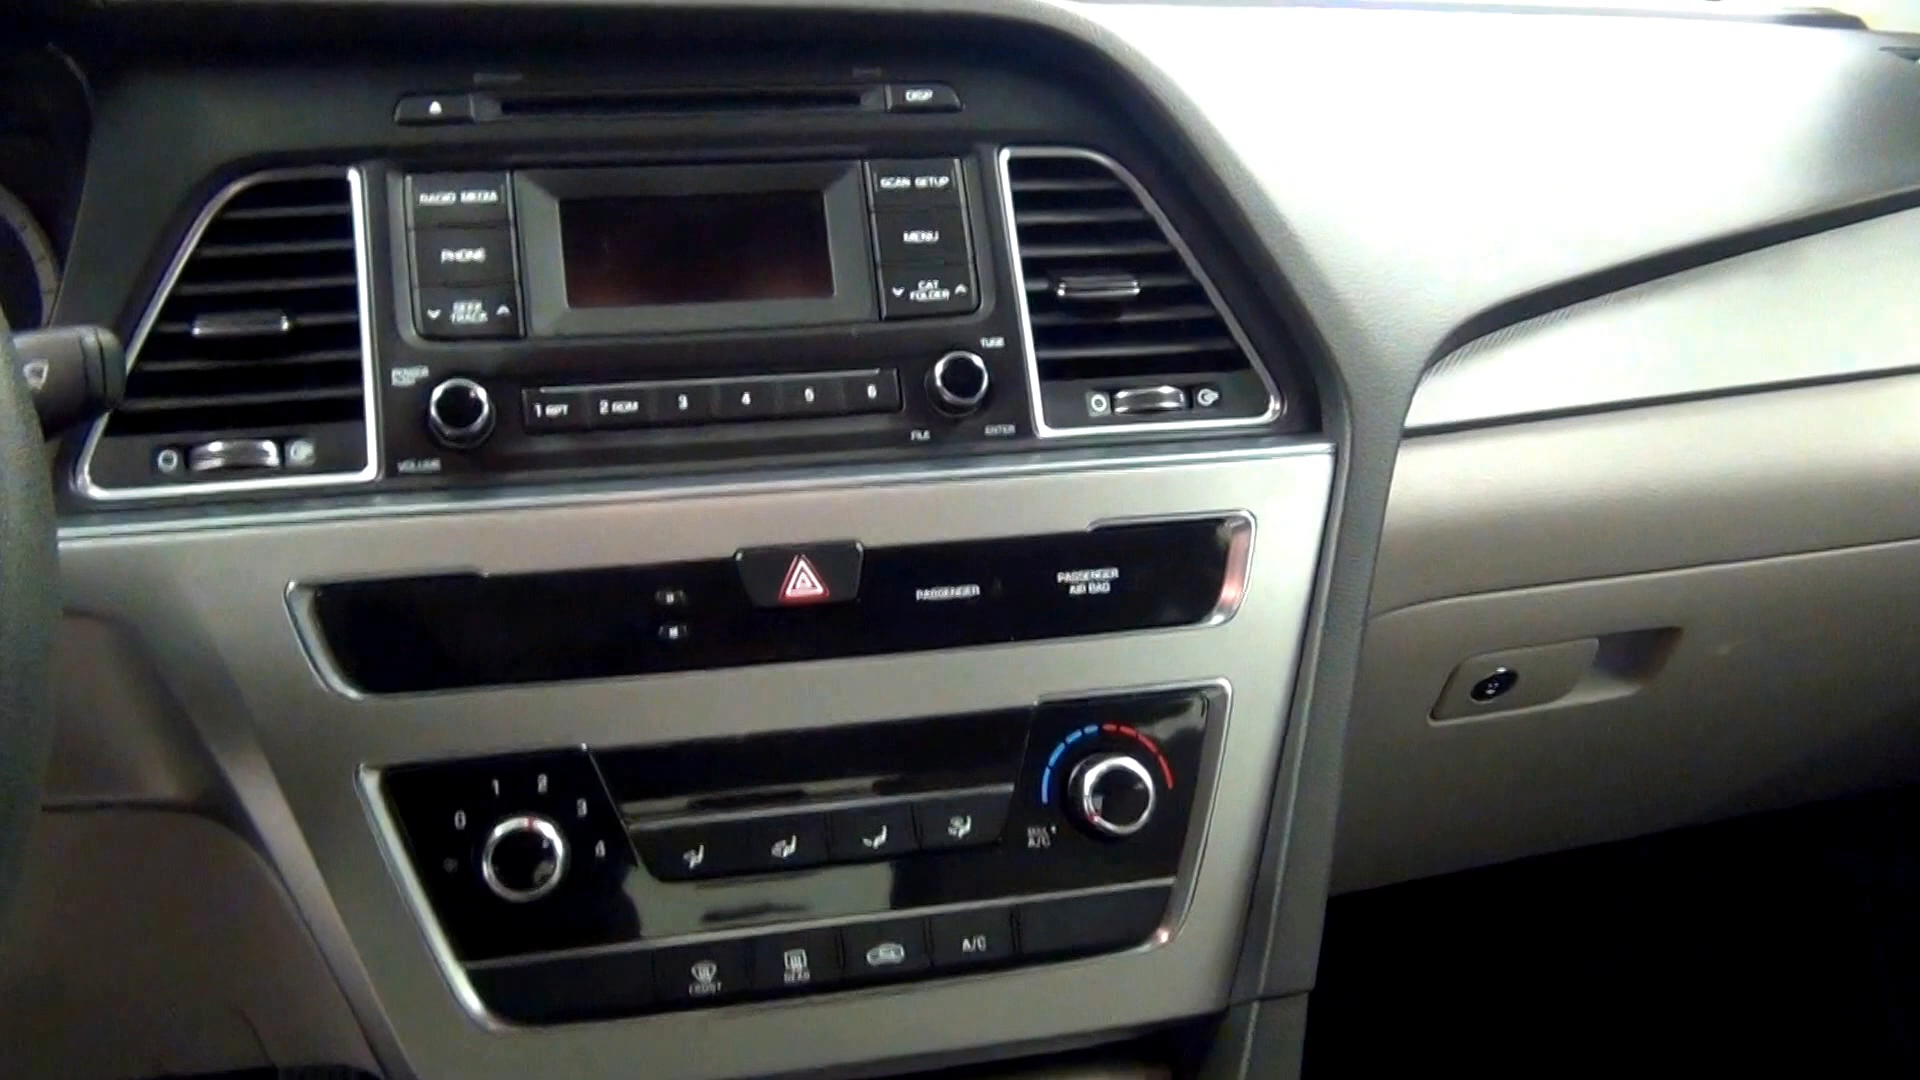 DISP
RADIO MEDIA
SCAN SETUP
PHONE
MENU
SEEK
TRACK
CAT
FOLDER
POWER
TUNE
1 RPT 2 RDM 3 4 5 6
VOLUME
FILE
ENTER
PASSENGER
PASSENGER
AIR BAG
0 1 2 3 4
MAX
A/C
FRONT
REAR
A/C